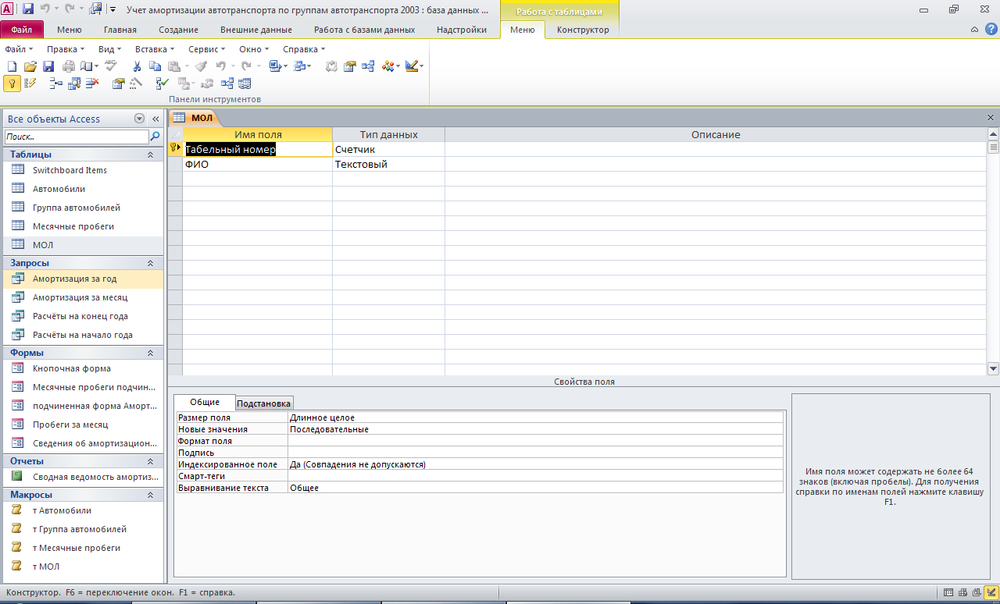 Учет амортизации автотранспорта по группам автотранспорта 2003 : база данных ...
Работа с таблицами
Файл Меню Главная Создание Внешние данные Работа с базами данных Надстройки Меню Конструктор
Файл Правка Вид Вставка Сервис Окно Справка
Панели инструментов
Все объекты Access
Поиск...
Таблицы
Switchboard Items
Автомобили
Группа автомобилей
Месячные пробеги
МОЛ
Запросы
Амортизация за год
Амортизация за месяц
Расчёты на конец года
Расчёты на начало года
Формы
Кнопочная форма
Месячные пробеги подчин...
подчиненная форма Аморт...
Пробеги за месяц
Сведения об амортизацион...
Отчеты
Сводная ведомость амортиз...
Макросы
т Автомобили
т Группа автомобилей
т Месячные пробеги
т МОЛ
МОЛ
Имя поля Тип данных Описание
Табельный номер Счетчик
ФИО Текстовый
Свойства поля
Общие Подстановка
Размер поля Длинное целое
Новые значения Последовательные
Формат поля
Подпись
Индексированное поле Да (Совпадения не допускаются)
Смарт-теги
Выравнивание текста Общее
Имя поля может содержать не более 64
знаков (включая пробелы). Для получения
справки по именам полей нажмите клавишу
F1.
Конструктор. F6 = переключение окон. F1 = справка.